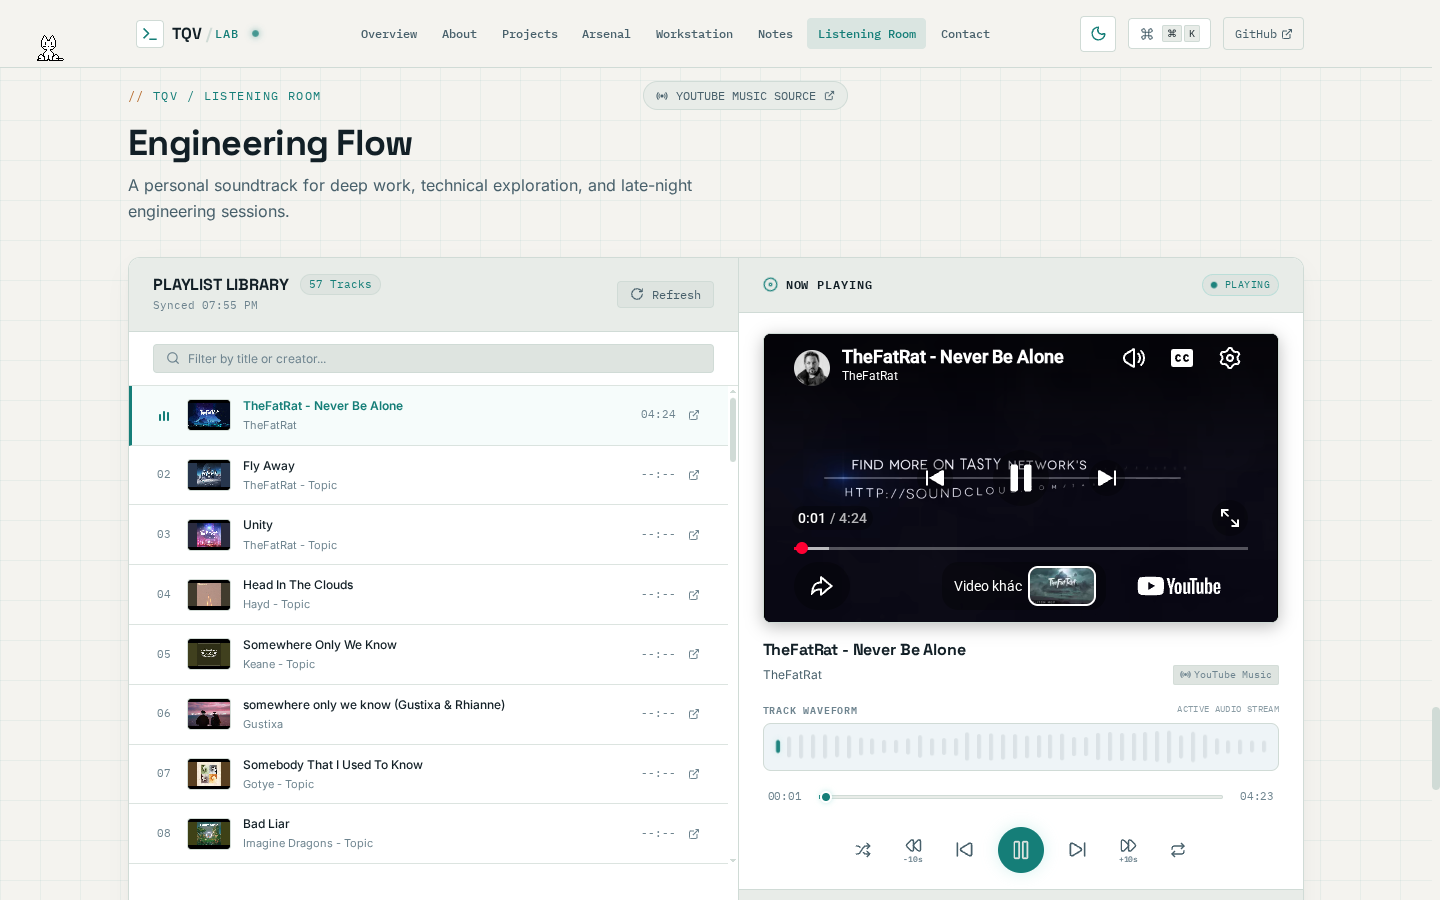 TQV / LAB
Overview
About
Projects
Arsenal
Workstation
Notes
Listening Room
Contact
⌘ ⌘ K
GitHub
// TQV / LISTENING ROOM
YOUTUBE MUSIC SOURCE
Engineering Flow
A personal soundtrack for deep work, technical exploration, and late-night
engineering sessions.
PLAYLIST LIBRARY
57 Tracks
Synced 07:55 PM
Refresh
Filter by title or creator...
TheFatRat - Never Be Alone
TheFatRat
04:24
02
Fly Away
TheFatRat - Topic
--:--
03
Unity
TheFatRat - Topic
--:--
04
Head In The Clouds
Hayd - Topic
--:--
05
Somewhere Only We Know
Keane - Topic
--:--
06
somewhere only we know (Gustixa & Rhianne)
Gustixa
--:--
07
Somebody That I Used To Know
Gotye - Topic
--:--
08
Bad Liar
Imagine Dragons - Topic
--:--
NOW PLAYING
PLAYING
TheFatRat - Never Be Alone
TheFatRat
CC
FIND MORE ON TASTY NETWORK'S
HTTP://SOUNDCLOU
0:01 / 4:24
Video khác
YouTube
TheFatRat - Never Be Alone
TheFatRat
YouTube Music
TRACK WAVEFORM
ACTIVE AUDIO STREAM
00:01
04:23
-10s
+10s